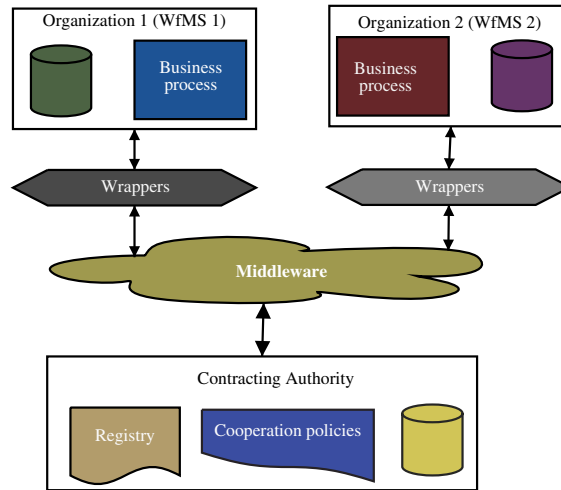 Organization 1 (WfMS 1)
Organization 2 (WfMS 2)
Business
process
Business
process
Wrappers
Wrappers
Middleware
Contracting Authority
Registry
Cooperation policies